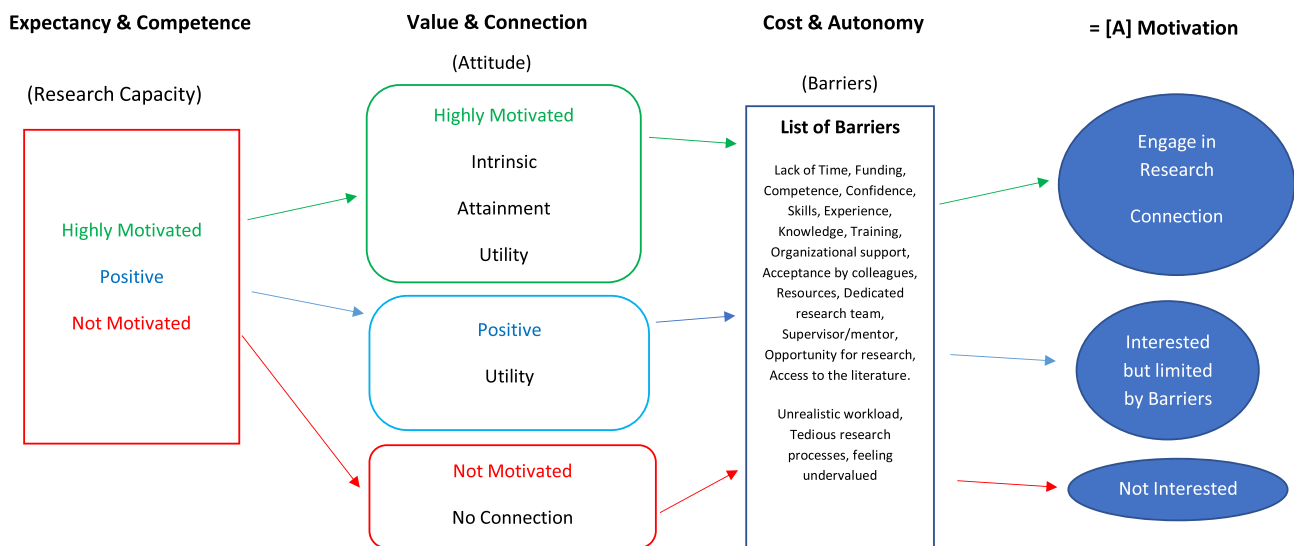 Expectancy & Competence
(Research Capacity)
Highly Motivated
Positive
Not Motivated
Value & Connection
(Attitude)
Highly Motivated
Intrinsic
Attainment
Utility
Positive
Utility
Not Motivated
No Connection
Cost & Autonomy
(Barriers)
List of Barriers
Lack of Time, Funding,
Competence, Confidence,
Skills, Experience,
Knowledge, Training,
Organizational support,
Acceptance by colleagues,
Resources, Dedicated
research team,
Supervisor/mentor,
Opportunity for research,
Access to the literature.
Unrealistic workload,
Tedious research
processes, feeling
undervalued
= [A] Motivation
Engage in
Research
Connection
Interested
but limited
by Barriers
Not Interested